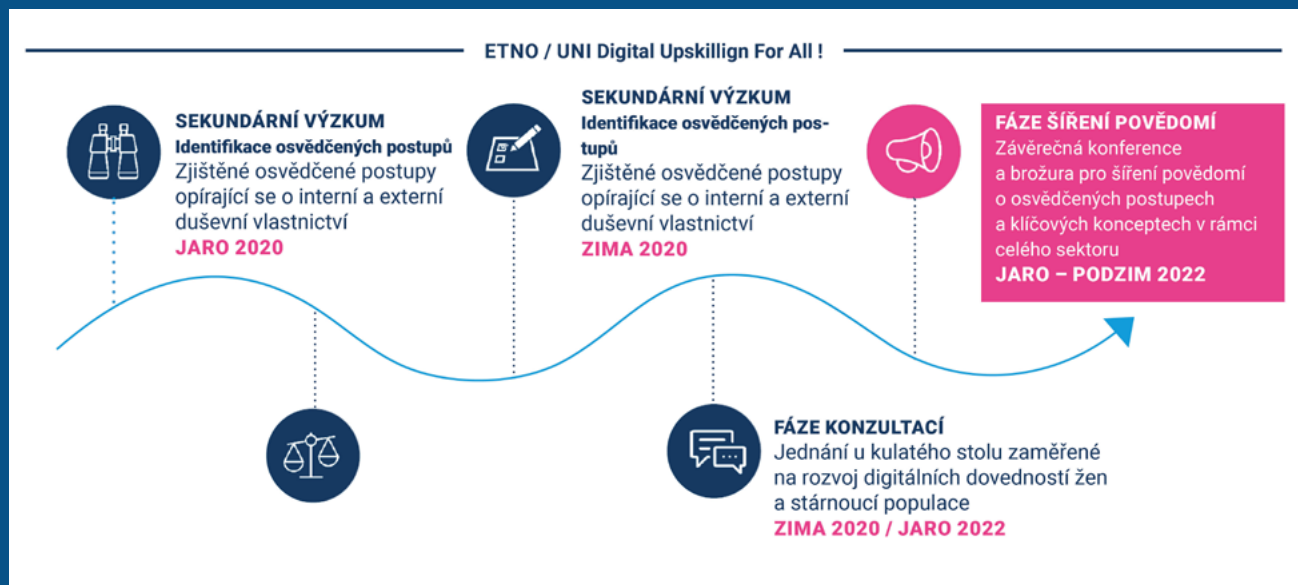 ETNO / UNI Digital Upskillign For All !
SEKUNDÁRNÍ VÝZKUM
Identifikace osvědčených postupů
Zjištěné osvědčené postupy
opírající se o interní a externí
duševní vlastnictví
JARO 2020
SEKUNDÁRNÍ VÝZKUM
Identifikace osvědčených pos-
tupů
Zjištěné osvědčené postupy
opírající se o interní a externí
duševní vlastnictví
ZIMA 2020
FÁZE ŠÍŘENÍ POVĚDOMÍ
Závěrečná konference
a brožura pro šíření povědomí
o osvědčených postupech
a klíčových konceptech v rámci
celého sektoru
JARO – PODZIM 2022
FÁZE KONZULTACÍ
Jednání u kulatého stolu zaměřené
na rozvoj digitálních dovedností žen
a stárnoucí populace
ZIMA 2020 / JARO 2022